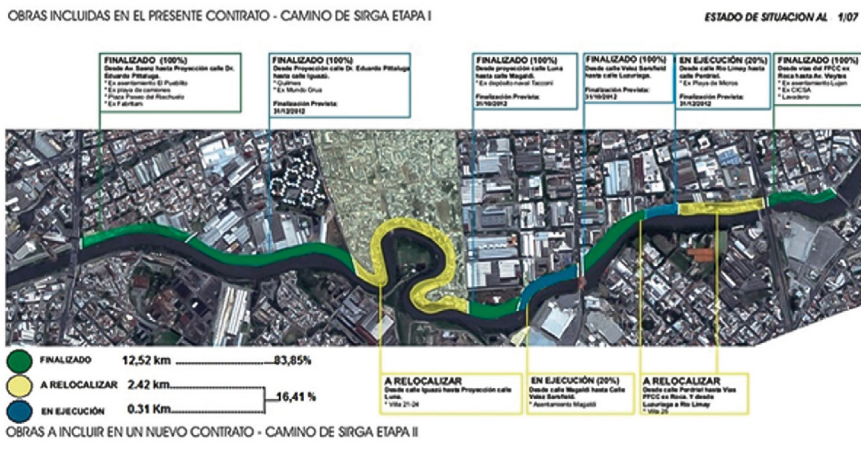 OBRAS INCLUIDAS EN EL PRESENTE CONTRATO - CAMINO DE SIRGA ETAPA I
ESTADO DE SITUACION AL 1/07
FINALIZADO (100%)
Desde Av. Saenz hasta Proyección calle Dr.
Eduardo Pittaluga.
* Ex asentamiento El Pueblito
* Ex playa de camiones
* Plaza Paseo del Riachuelo
* Ex Fabritam
FINALIZADO (100%)
Desde Proyección calle Dr. Eduardo Pittaluga
hasta calle Iguazú.
* Quilmes
* Ex Mundo Grua
Finalización Prevista:
31/12/2012
FINALIZADO (100%)
Desde proyección calle Luna
hasta calle Magaldi.
* Ex depósito naval Tacconi
Finalización Prevista:
31/10/2012
FINALIZADO (100%)
Desde calle Velez Sarsfield
hasta calle Luzuriaga.
Finalización Prevista:
31/10/2012
EN EJECUCIÓN (20%)
Desde calle Rio Limay hasta
calle Perdriel.
* Ex Playa de Micros
Finalización Prevista:
31/12/2012
FINALIZADO (100%)
Desde vias del FFCC ex
Roca hasta Av. Vieytes
* Ex asentamiento Lujan
* Ex CICSA
* Lavadero
FINALIZADO 12,52 km 83,85%
A RELOCALIZAR 2.42 km
16,41 %
EN EJECUCIÓN 0.31 Km
A RELOCALIZAR
Desde calle Iguazú hasta Proyección calle
Luna.
* Villa 21-24
EN EJECUCIÓN (20%)
Desde calle Magaldi hasta Calle
Velez Sarsfield.
* Asentamiento Magaldi
A RELOCALIZAR
Desde calle Perdriel hasta Vias
FFCC ex Roca. Y desde
Luzuriaga a Rio Limay
* Villa 26
OBRAS A INCLUIR EN UN NUEVO CONTRATO - CAMINO DE SIRGA ETAPA II